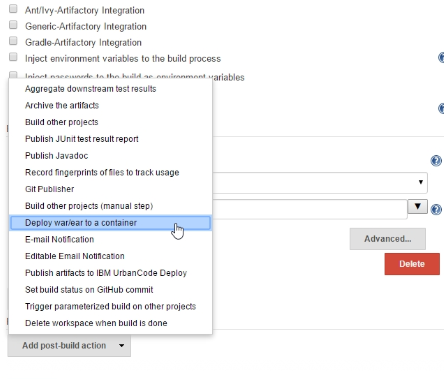 Ant/Ivy-Artifactory Integration
Generic-Artifactory Integration
Gradle-Artifactory Integration
Inject environment variables to the build process
Inject passwords to the build as environment variables
Aggregate downstream test results
Archive the artifacts
Build other projects
Publish JUnit test result report
Publish Javadoc
Record fingerprints of files to track usage
Git Publisher
Build other projects (manual step)
Deploy war/ear to a container
E-mail Notification
Editable Email Notification
Publish artifacts to IBM UrbanCode Deploy
Set build status on GitHub commit
Trigger parameterized build on other projects
Delete workspace when build is done
Advanced...
Delete
Add post-build action